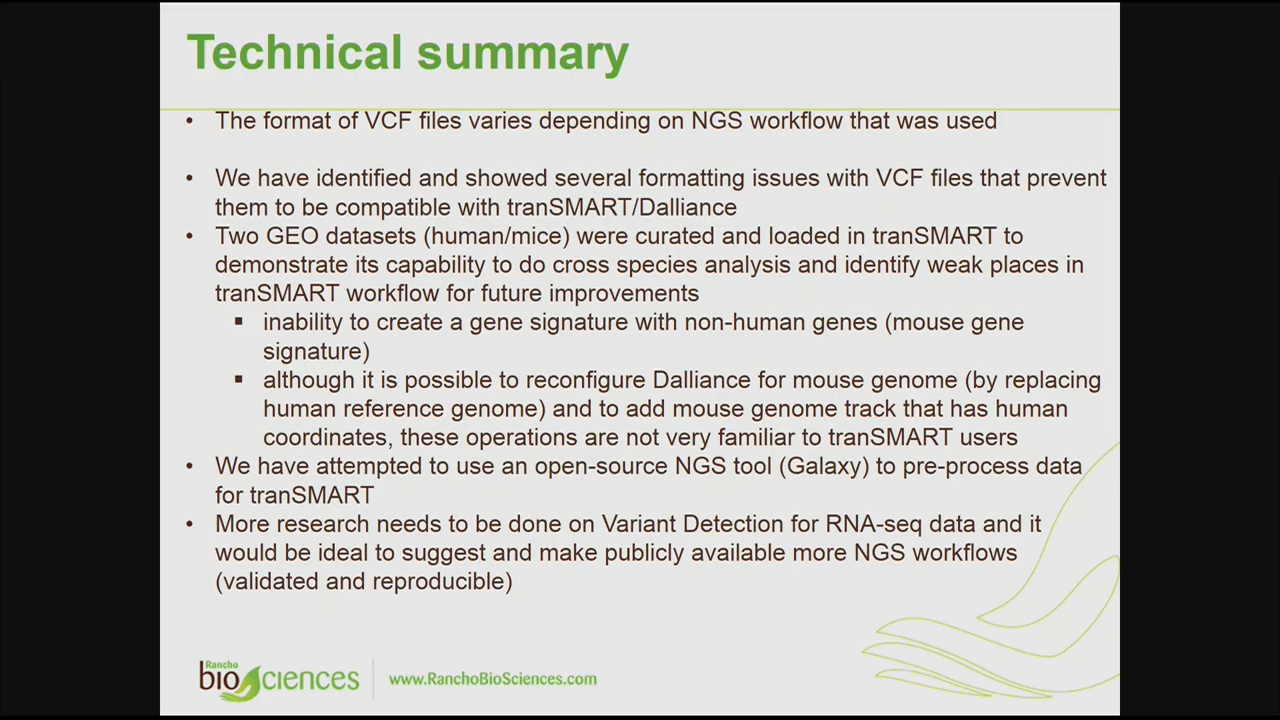 Technical summary
• The format of VCF files varies depending on NGS workflow that was used
• We have identified and showed several formatting issues with VCF files that prevent
them to be compatible with tranSMART/Dalliance
• Two GEO datasets (human/mice) were curated and loaded in tranSMART to
demonstrate its capability to do cross species analysis and identify weak places in
tranSMART workflow for future improvements
▪ inability to create a gene signature with non-human genes (mouse gene
signature)
▪ although it is possible to reconfigure Dalliance for mouse genome (by replacing
human reference genome) and to add mouse genome track that has human
coordinates, these operations are not very familiar to tranSMART users
• We have attempted to use an open-source NGS tool (Galaxy) to pre-process data
for tranSMART
• More research needs to be done on Variant Detection for RNA-seq data and it
would be ideal to suggest and make publicly available more NGS workflows
(validated and reproducible)
Rancho
bioSciences
www.RanchoBioSciences.com